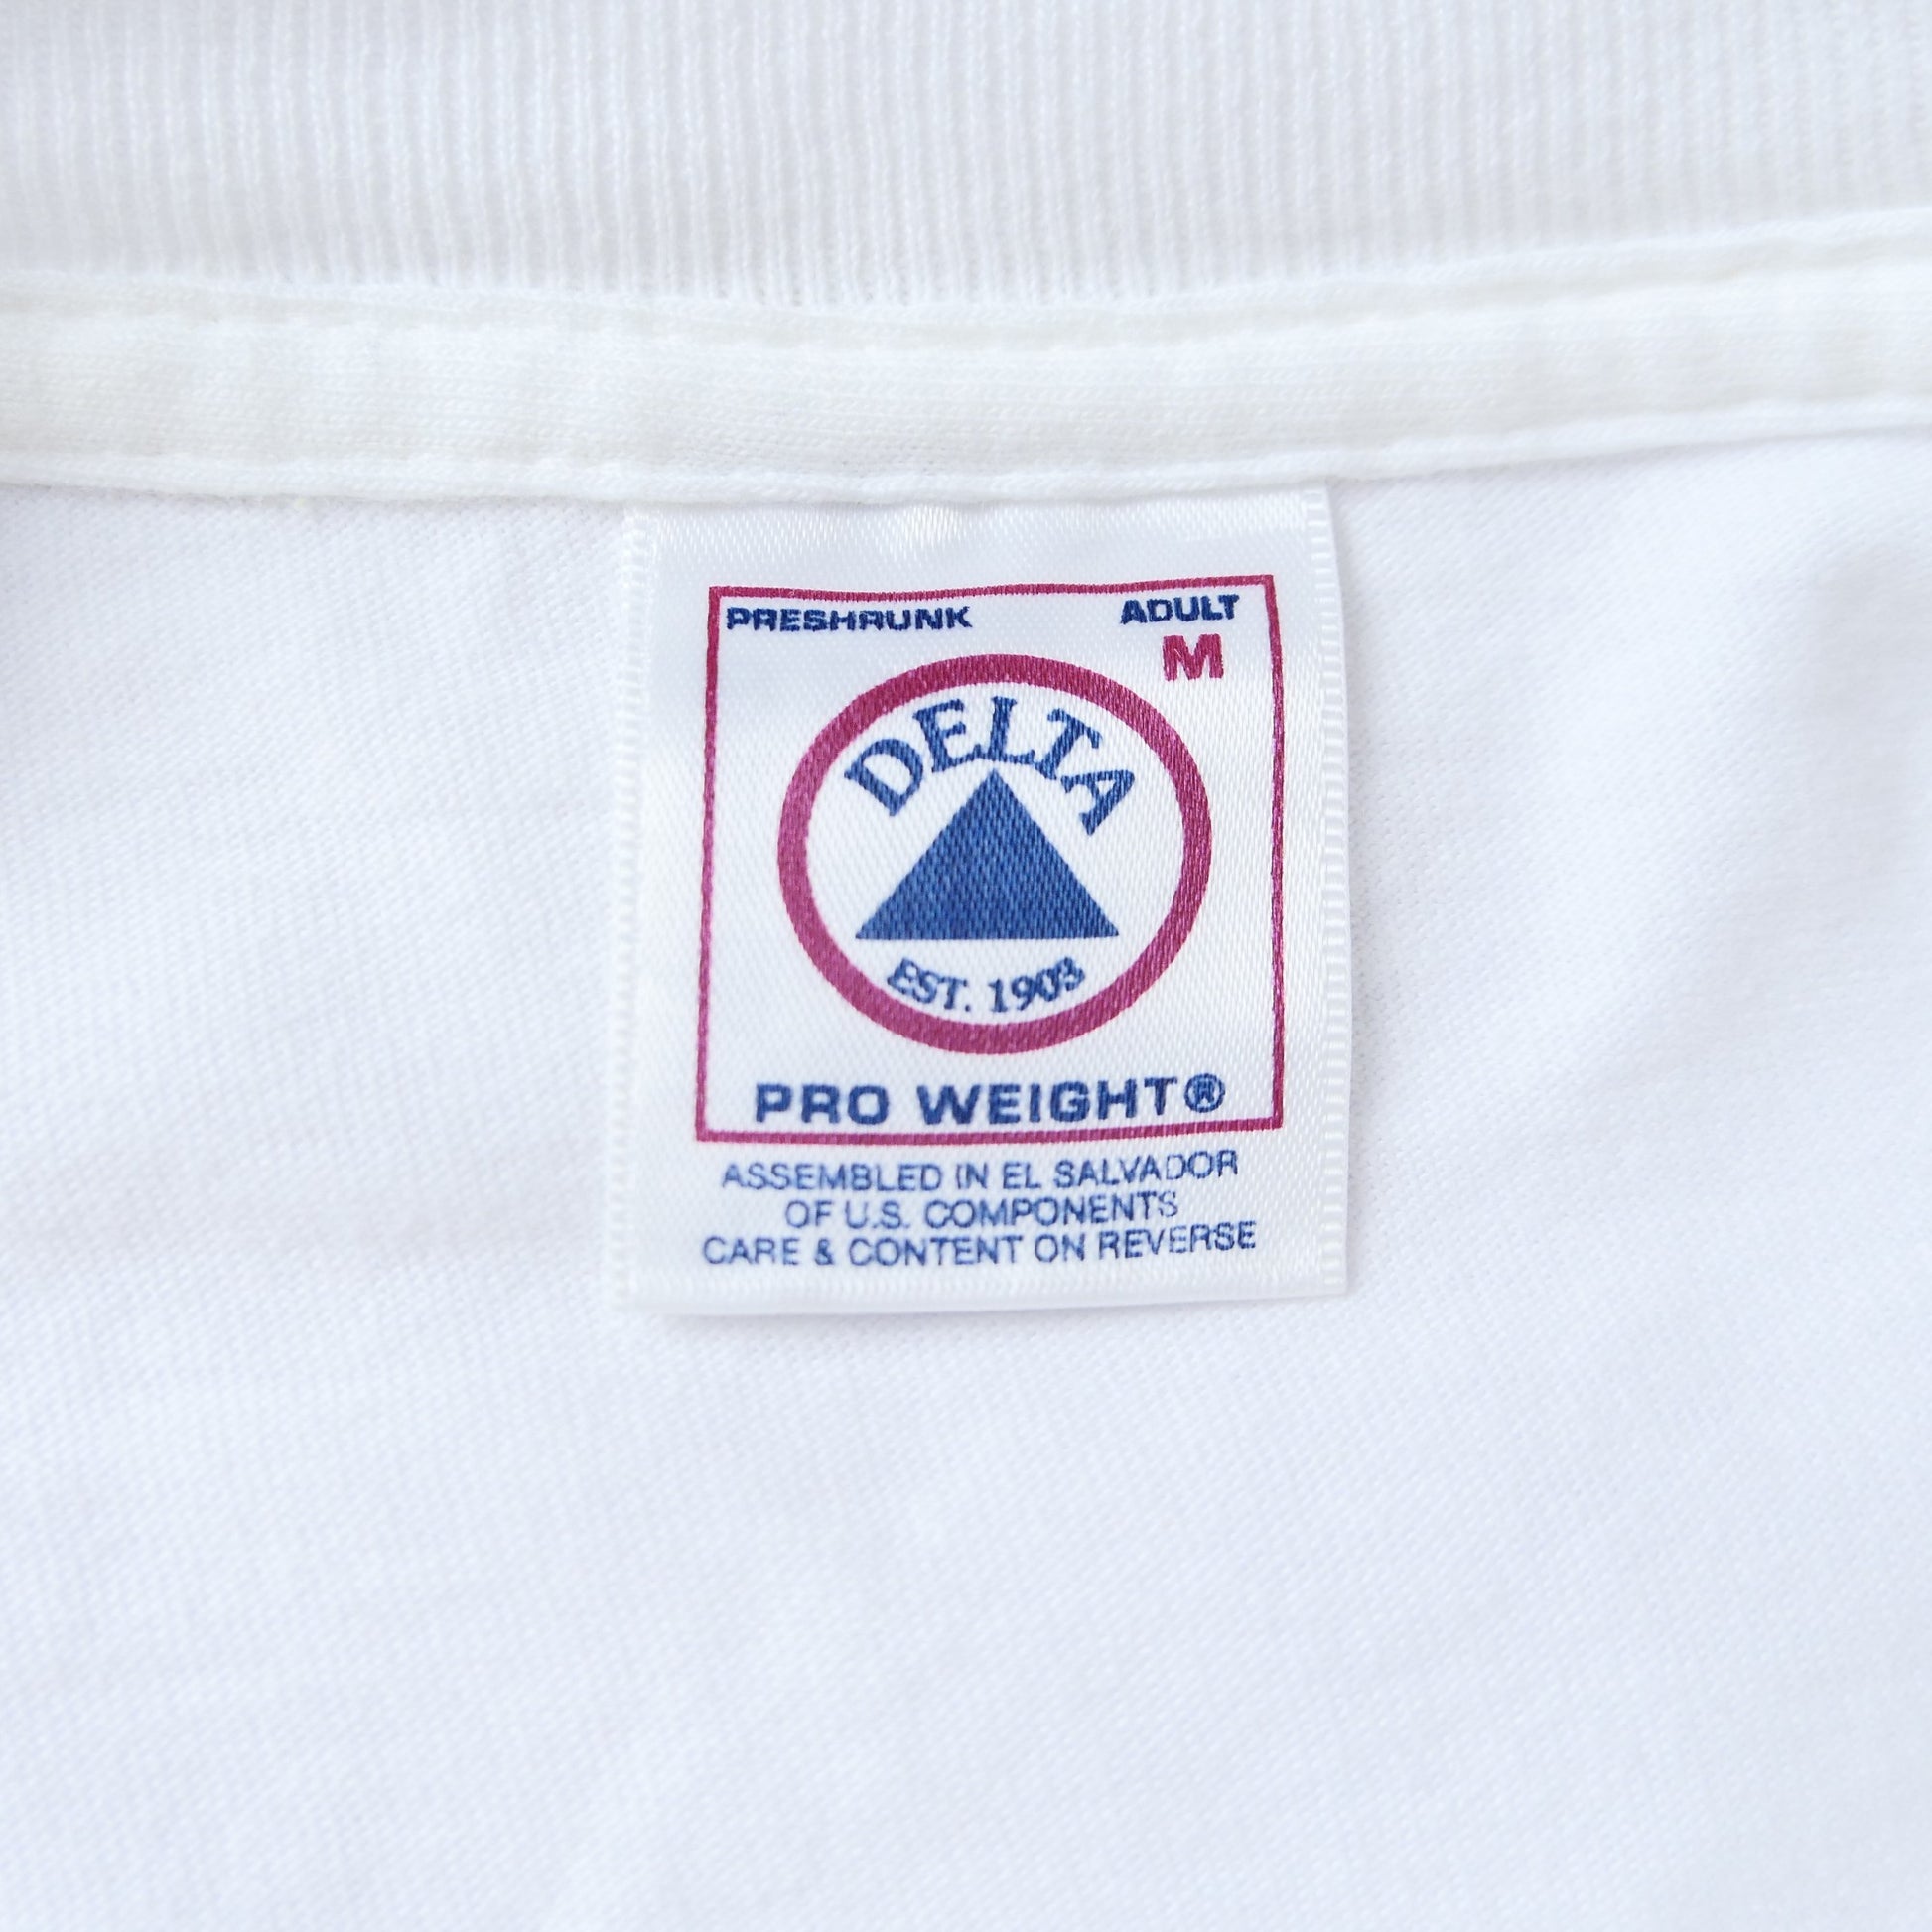 PRESHRUNK ADULT
M
DELTA
EST. 1903
PRO WEIGHT®
ASSEMBLED IN EL SALVADOR
OF U.S. COMPONENTS
CARE & CONTENT ON REVERSE